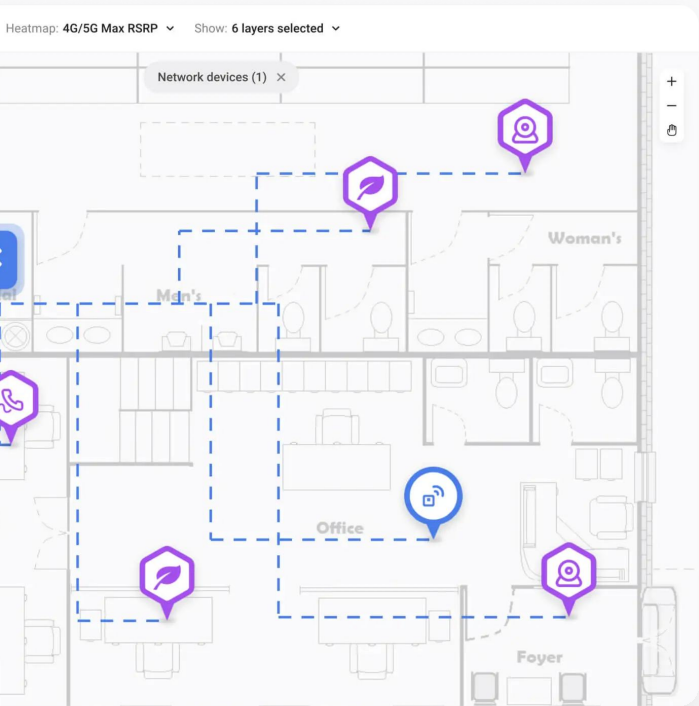 Heatmap: 4G/5G Max RSRP Show: 6 layers selected
Network devices (1)
Woman's
Men's
Office
Foyer